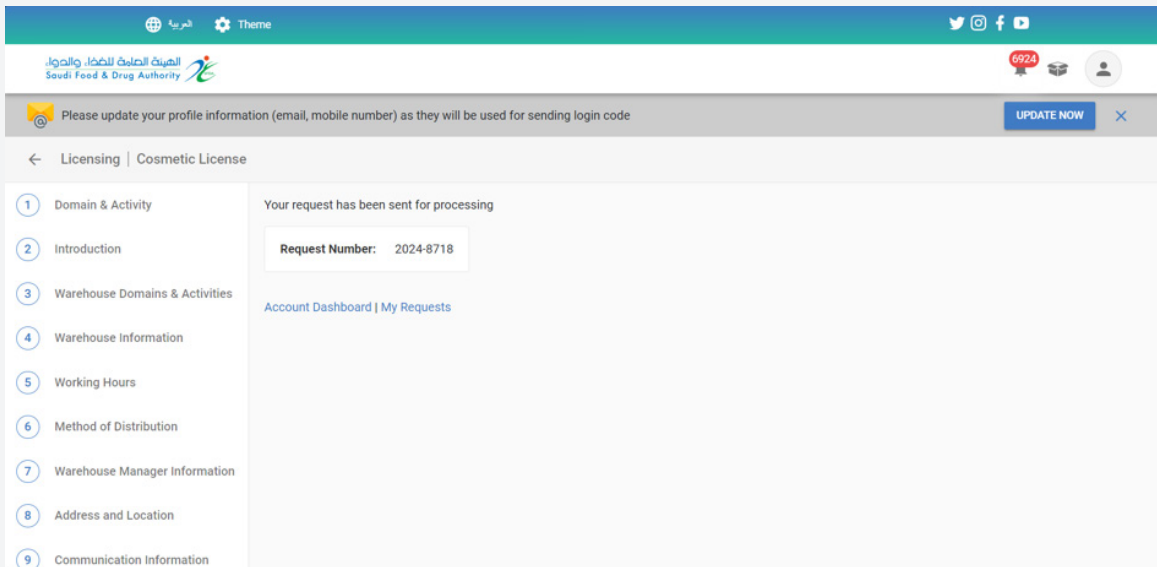 العربية Theme
الهيئة العامة للغذاء والدواء
Saudi Food & Drug Authority
6924
Please update your profile information (email, mobile number) as they will be used for sending login code
UPDATE NOW
Licensing | Cosmetic License
1 Domain & Activity
2 Introduction
3 Warehouse Domains & Activities
4 Warehouse Information
5 Working Hours
6 Method of Distribution
7 Warehouse Manager Information
8 Address and Location
9 Communication Information
Your request has been sent for processing
Request Number: 2024-8718
Account Dashboard | My Requests